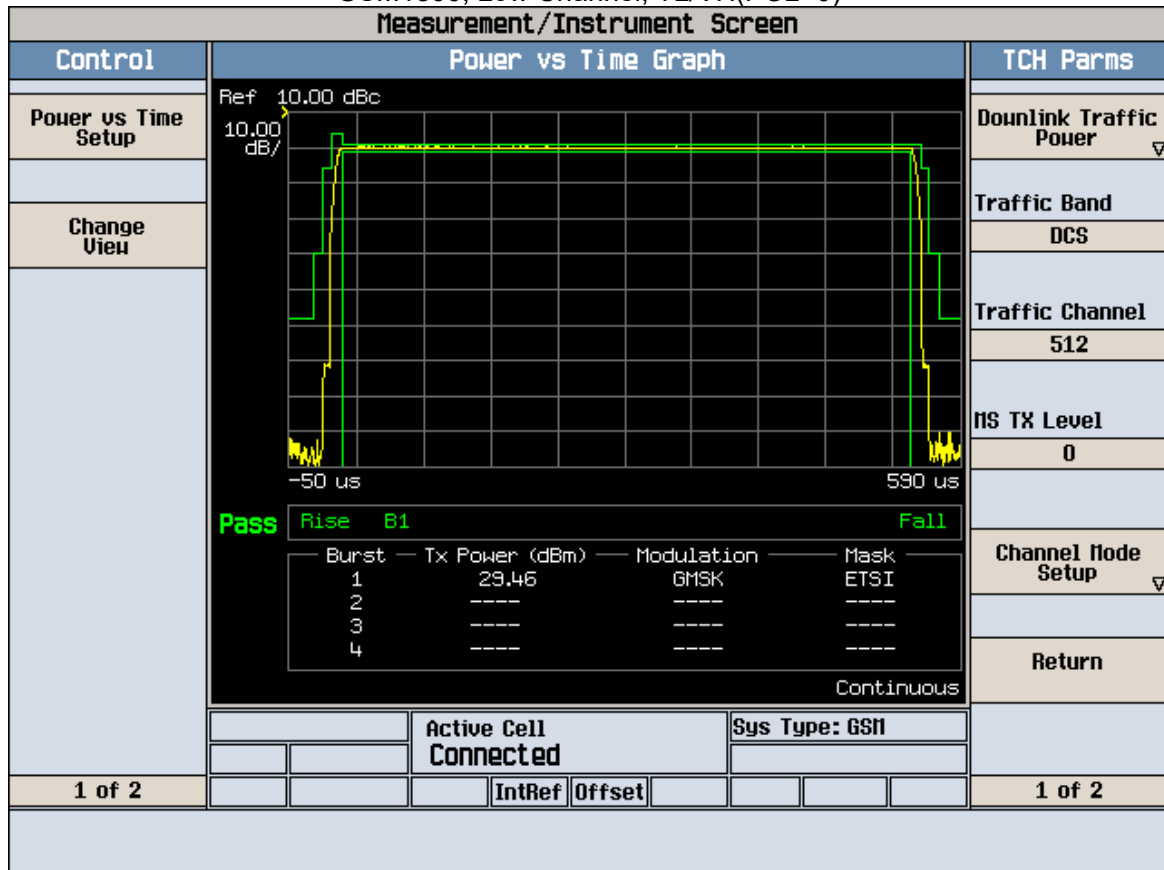 Measurement/Instrument Screen
Control
Power vs Time Graph
TCH Parms
Power vs Time
Setup
Change
View
1 of 2
Ref 10.00 dBc
10.00
dB/
-50 us
590 us
Pass
Rise B1
Fall
Burst Tx Power (dBm) Modulation Mask
1 29.46 GMSK ETSI
2 ---- ---- ----
3 ---- ---- ----
4 ---- ---- ----
Continuous
Active Cell
Connected
Sys Type: GSM
IntRef Offset
Downlink Traffic
Power
Traffic Band
DCS
Traffic Channel
512
MS TX Level
0
Channel Mode
Setup
Return
1 of 2